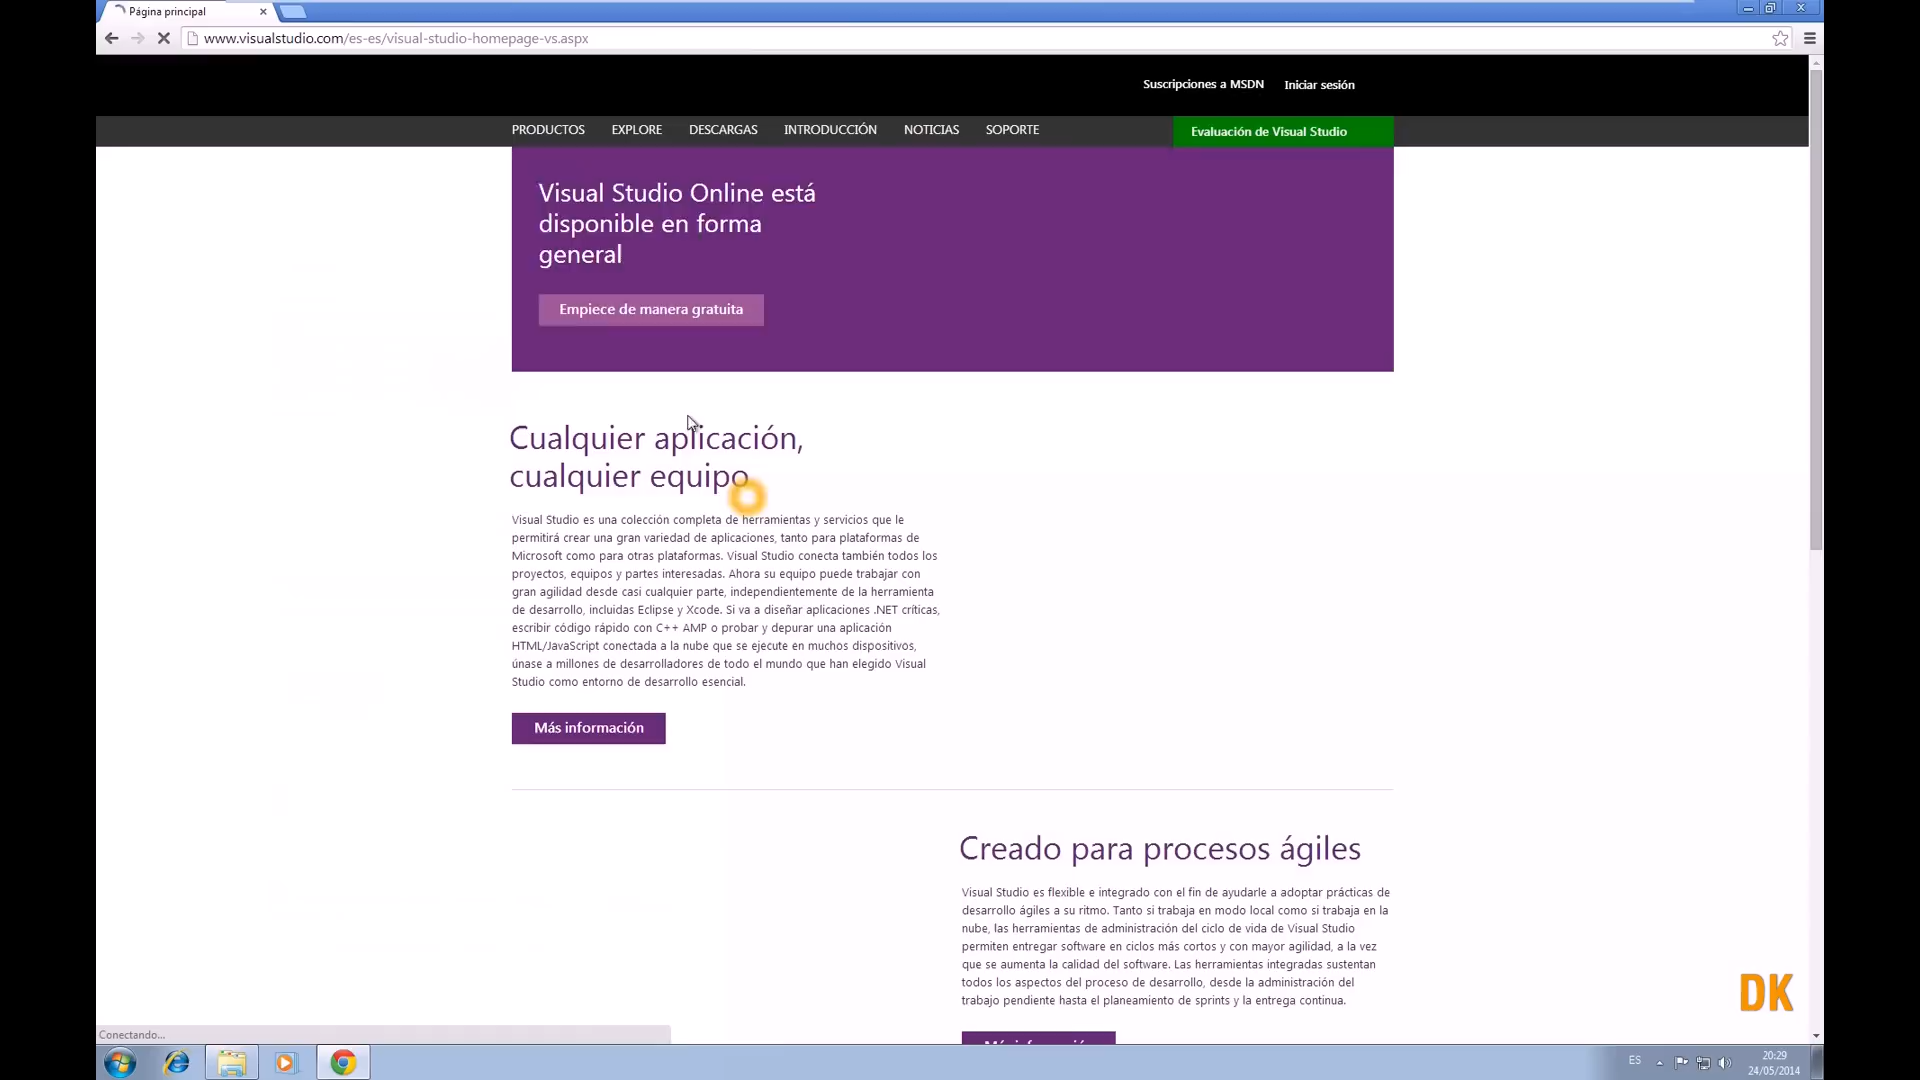 Página principal
www.visualstudio.com/es-es/visual-studio-homepage-vs.aspx
Suscripciones a MSDN Iniciar sesión
PRODUCTOS EXPLORE DESCARGAS INTRODUCCIÓN NOTICIAS SOPORTE Evaluación de Visual Studio
Visual Studio Online está
disponible en forma
general
Empiece de manera gratuita
Cualquier aplicación,
cualquier equipo
Visual Studio es una colección completa de herramientas y servicios que le
permitirá crear una gran variedad de aplicaciones, tanto para plataformas de
Microsoft como para otras plataformas. Visual Studio conecta también todos los
proyectos, equipos y partes interesadas. Ahora su equipo puede trabajar con
gran agilidad desde casi cualquier parte, independientemente de la herramienta
de desarrollo, incluidas Eclipse y Xcode. Si va a diseñar aplicaciones .NET críticas,
escribir código rápido con C++ AMP o probar y depurar una aplicación
HTML/JavaScript conectada a la nube que se ejecute en muchos dispositivos,
únase a millones de desarrolladores de todo el mundo que han elegido Visual
Studio como entorno de desarrollo esencial.
Más información
Creado para procesos ágiles
Visual Studio es flexible e integrado con el fin de ayudarle a adoptar prácticas de
desarrollo ágiles a su ritmo. Tanto si trabaja en modo local como si trabaja en la
nube, las herramientas de administración del ciclo de vida de Visual Studio
permiten entregar software en ciclos más cortos y con mayor agilidad, a la vez
que se aumenta la calidad del software. Las herramientas integradas sustentan
todos los aspectos del proceso de desarrollo, desde la administración del
trabajo pendiente hasta el planeamiento de sprints y la entrega continua.
Más información
DK
Conectando...
ES
20:29
24/05/2014